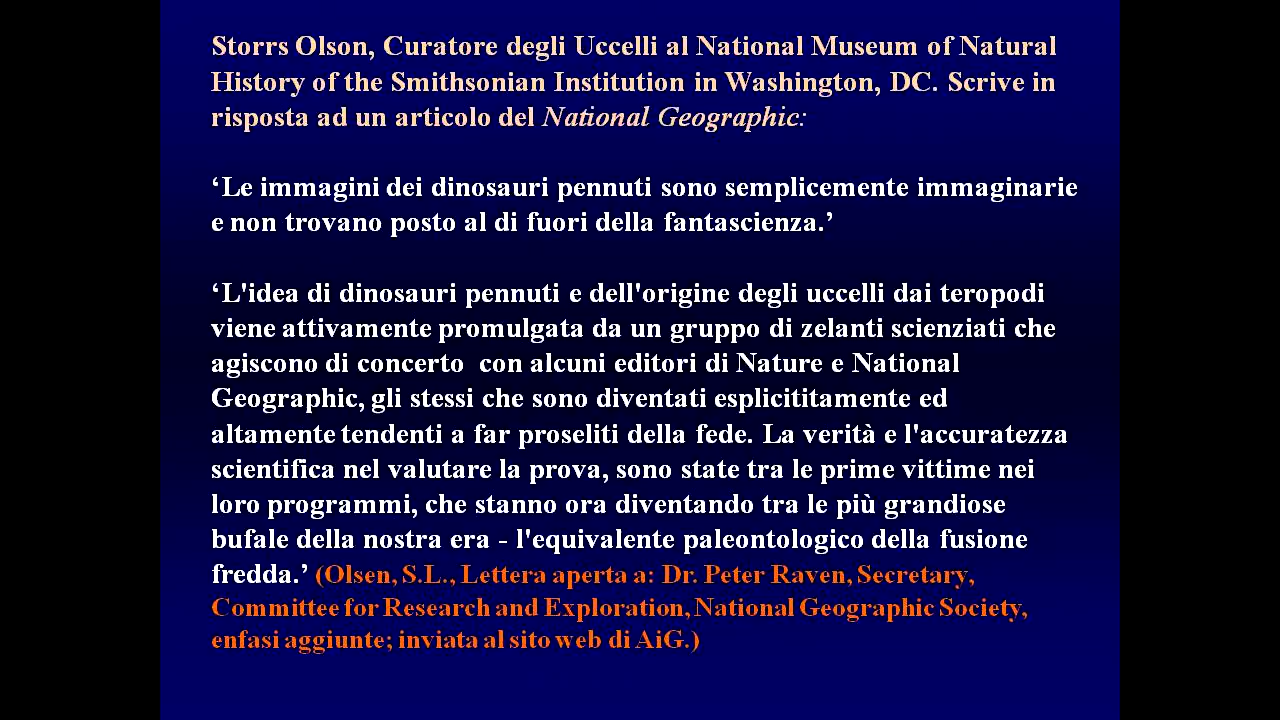 Storrs Olson, Curatore degli Uccelli al National Museum of Natural
History of the Smithsonian Institution in Washington, DC. Scrive in
risposta ad un articolo del National Geographic:
‘Le immagini dei dinosauri pennuti sono semplicemente immaginarie
e non trovano posto al di fuori della fantascienza.’
‘L'idea di dinosauri pennuti e dell'origine degli uccelli dai teropodi
viene attivamente promulgata da un gruppo di zelanti scienziati che
agiscono di concerto  con alcuni editori di Nature e National
Geographic, gli stessi che sono diventati esplicititamente ed
altamente tendenti a far proseliti della fede. La verità e l'accuratezza
scientifica nel valutare la prova, sono state tra le prime vittime nei
loro programmi, che stanno ora diventando tra le più grandiose
bufale della nostra era - l'equivalente paleontologico della fusione
fredda.’ (Olsen, S.L., Lettera aperta a: Dr. Peter Raven, Secretary,
Committee for Research and Exploration, National Geographic Society,
enfasi aggiunte; inviata al sito web di AiG.)